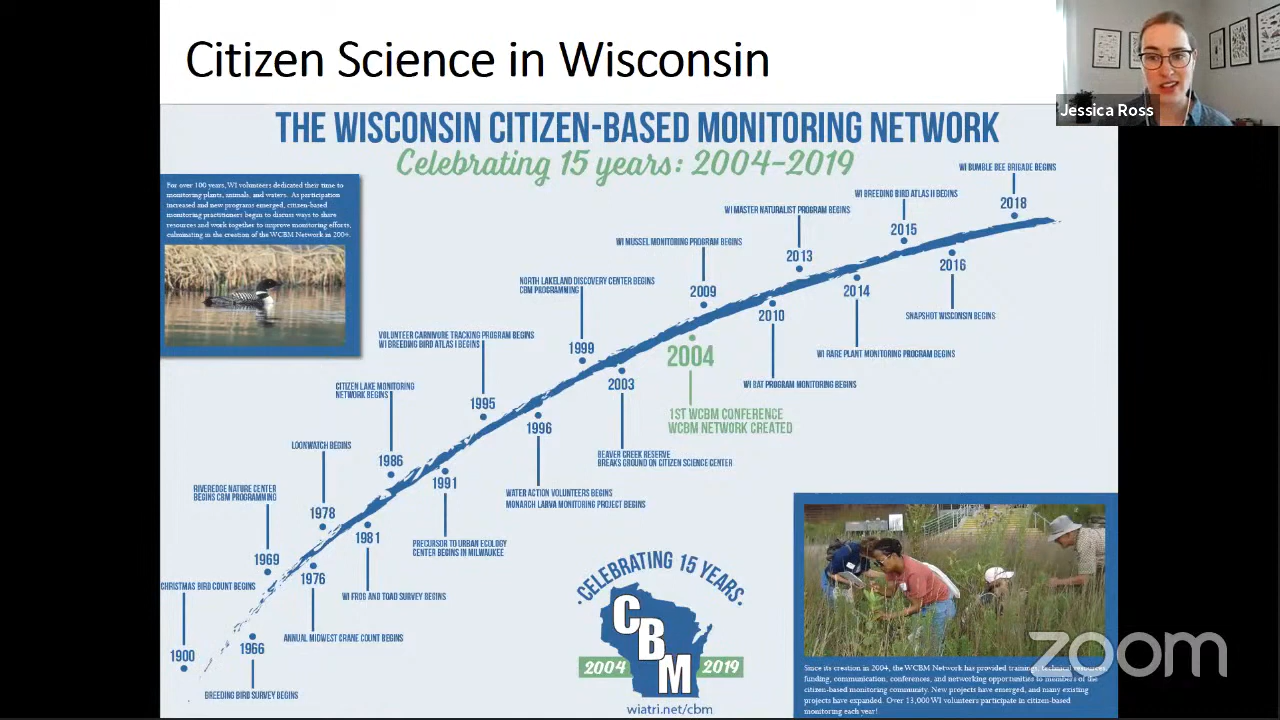 Citizen Science in Wisconsin
Jessica Ross
THE WISCONSIN CITIZEN-BASED MONITORING NETWORK
Celebrating 15 years: 2004-2019
For over 100 years, WI volunteers dedicated their time to
monitoring plants, animals, and waters. As participation
increased and new programs emerged, citizen-based
monitoring practitioners began to discuss ways to share
resources and work together to improve monitoring efforts,
culminating in the creation of the WCBM Network in 2004.
WI BUMBLE BEE BRIGADE BEGINS
2018
WI BREEDING BIRD ATLAS II BEGINS
2015
WI MASTER NATURALIST PROGRAM BEGINS
2013
2016
SNAPSHOT WISCONSIN BEGINS
WI MUSSEL MONITORING PROGRAM BEGINS
2009
2014
WI RARE PLANT MONITORING PROGRAM BEGINS
2010
WI BAT PROGRAM MONITORING BEGINS
NORTH LAKELAND DISCOVERY CENTER BEGINS
CBM PROGRAMMING
1999
2004
1ST WCBM CONFERENCE
WCBM NETWORK CREATED
VOLUNTEER CARNIVORE TRACKING PROGRAM BEGINS
WI BREEDING BIRD ATLAS I BEGINS
1995
2003
BEAVER CREEK RESERVE
BREAKS GROUND ON CITIZEN SCIENCE CENTER
CITIZEN LAKE MONITORING
NETWORK BEGINS
1986
1996
WATER ACTION VOLUNTEERS BEGINS
MONARCH LARVA MONITORING PROJECT BEGINS
LOONWATCH BEGINS
1978
1991
PRECURSOR TO URBAN ECOLOGY
CENTER BEGINS IN MILWAUKEE
RIVEREDGE NATURE CENTER
BEGINS CBM PROGRAMMING
1969
1981
WI FROG AND TOAD SURVEY BEGINS
CHRISTMAS BIRD COUNT BEGINS
1900
1976
ANNUAL MIDWEST CRANE COUNT BEGINS
1966
BREEDING BIRD SURVEY BEGINS
·CELEBRATING 15 YEARS·
CBM
2004
2019
wiatri.net/cbm
Since its creation in 2004, the WCBM Network has provided trainings, technical resources,
funding, communication, conferences, and networking opportunities to members of the
citizen-based monitoring community. New projects have emerged, and many existing
projects have expanded. Over 13,000 WI volunteers participate in citizen-based
monitoring each year!
zoom